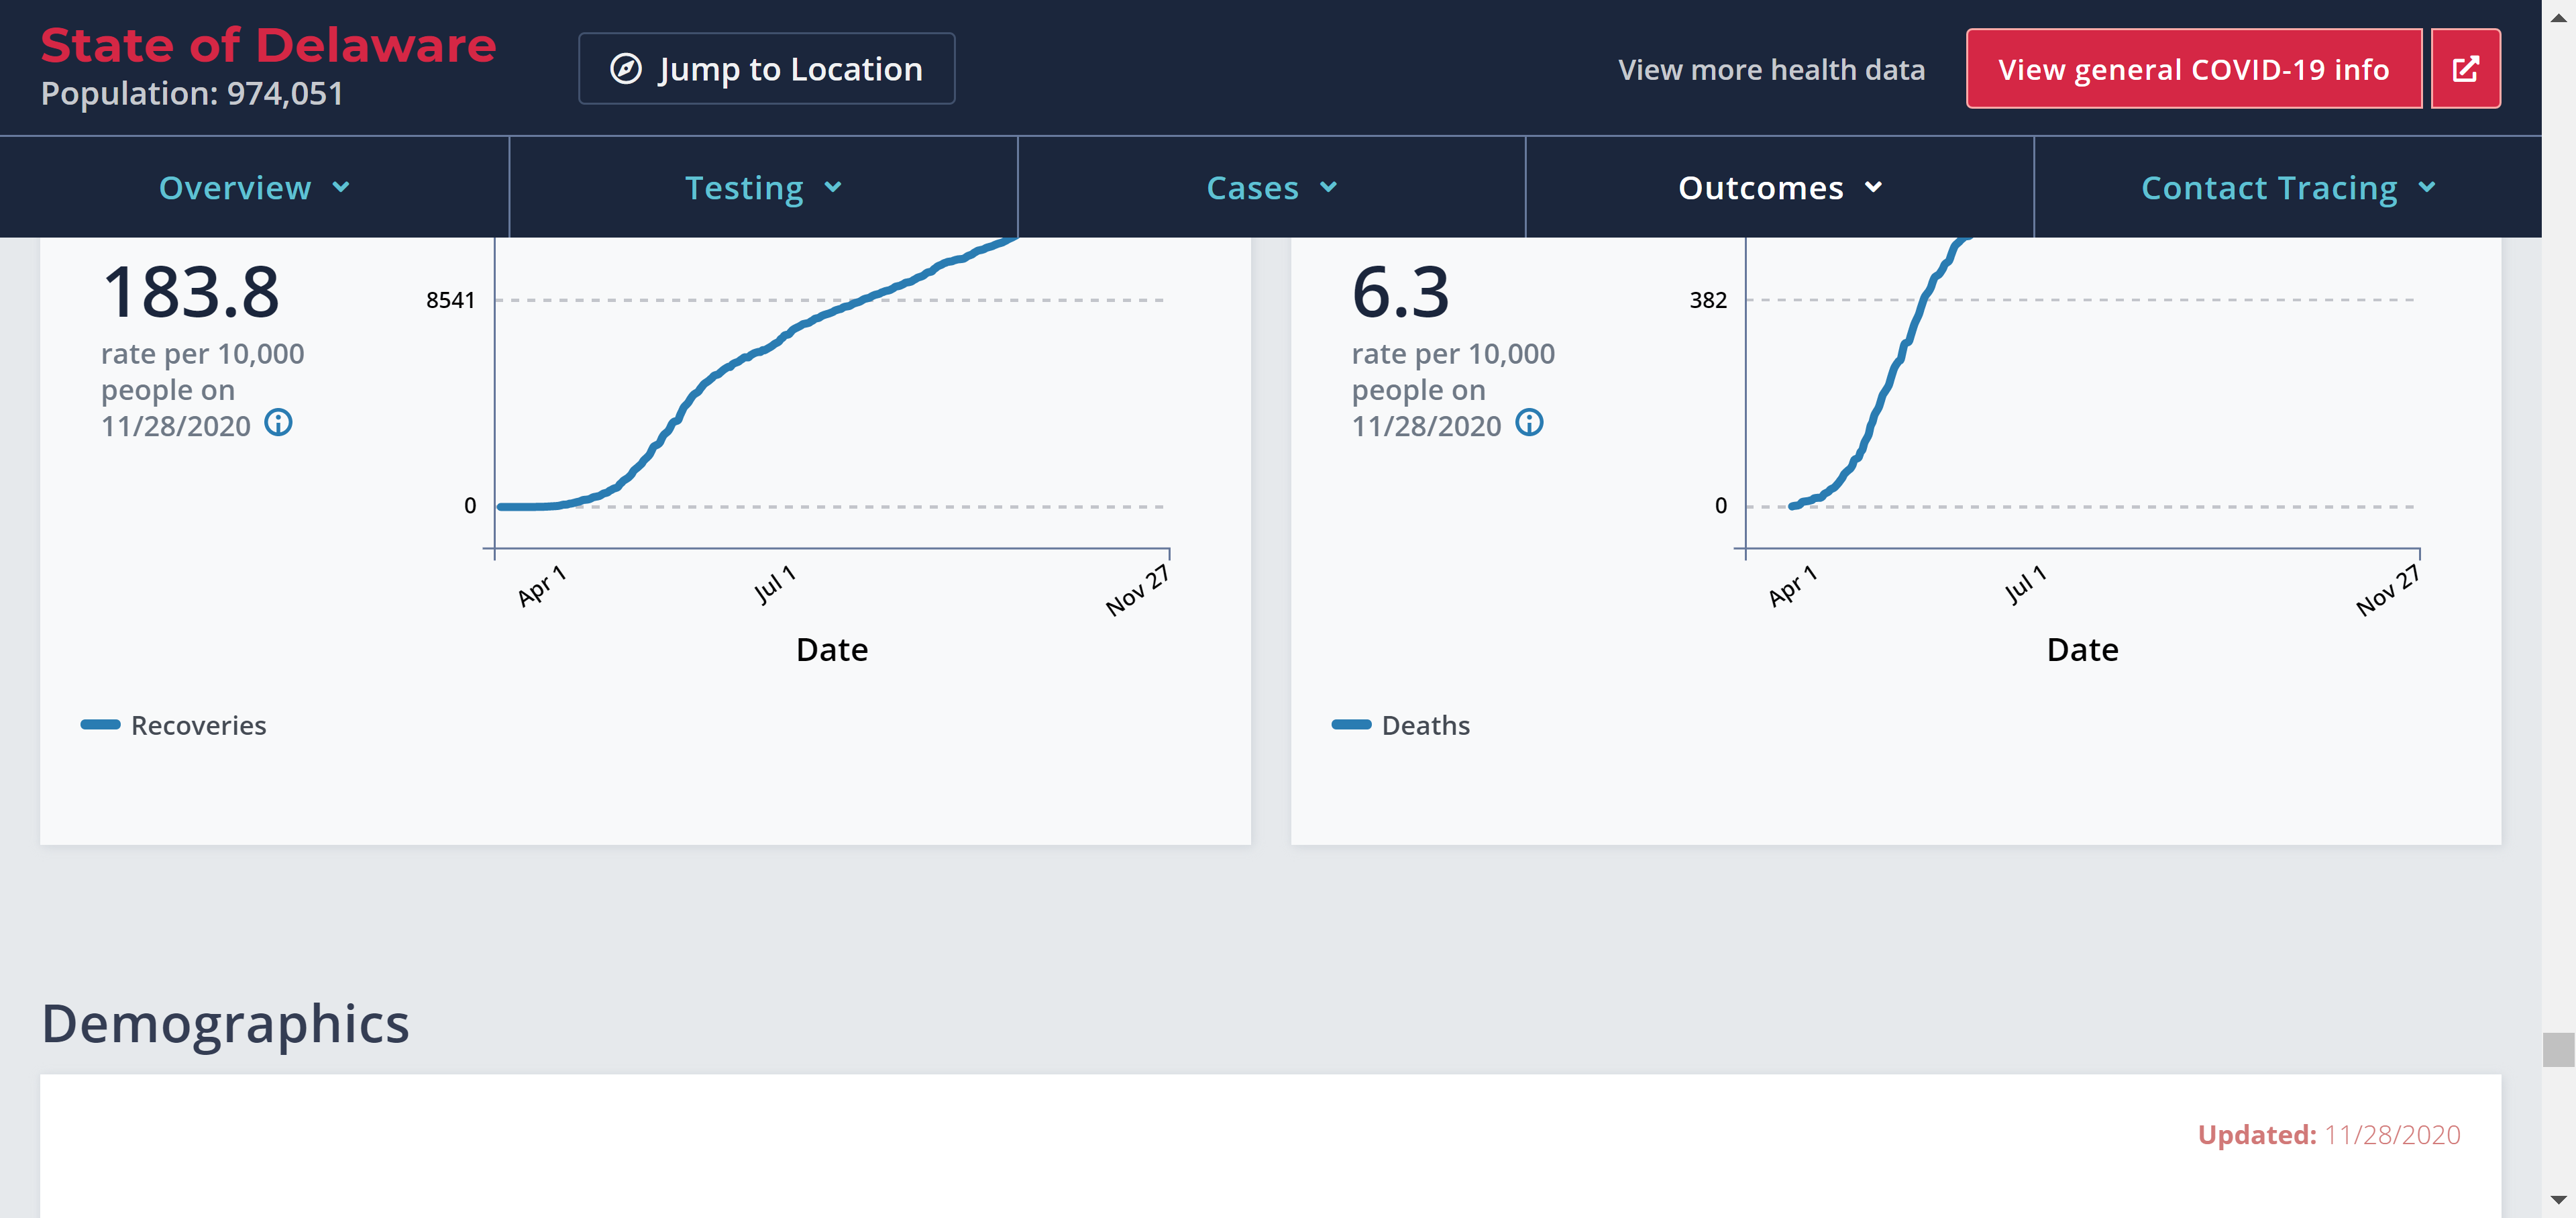 State of Delaware
Population: 974,051
Jump to Location
View more health data
View general COVID-19 info
Overview
Testing
Cases
Outcomes
Contact Tracing
183.8
rate per 10,000
people on
11/28/2020
8541
0
Apr 1
Jul 1
Nov 27
Date
Recoveries
6.3
rate per 10,000
people on
11/28/2020
382
0
Apr 1
Jul 1
Nov 27
Date
Deaths
Demographics
Updated: 11/28/2020